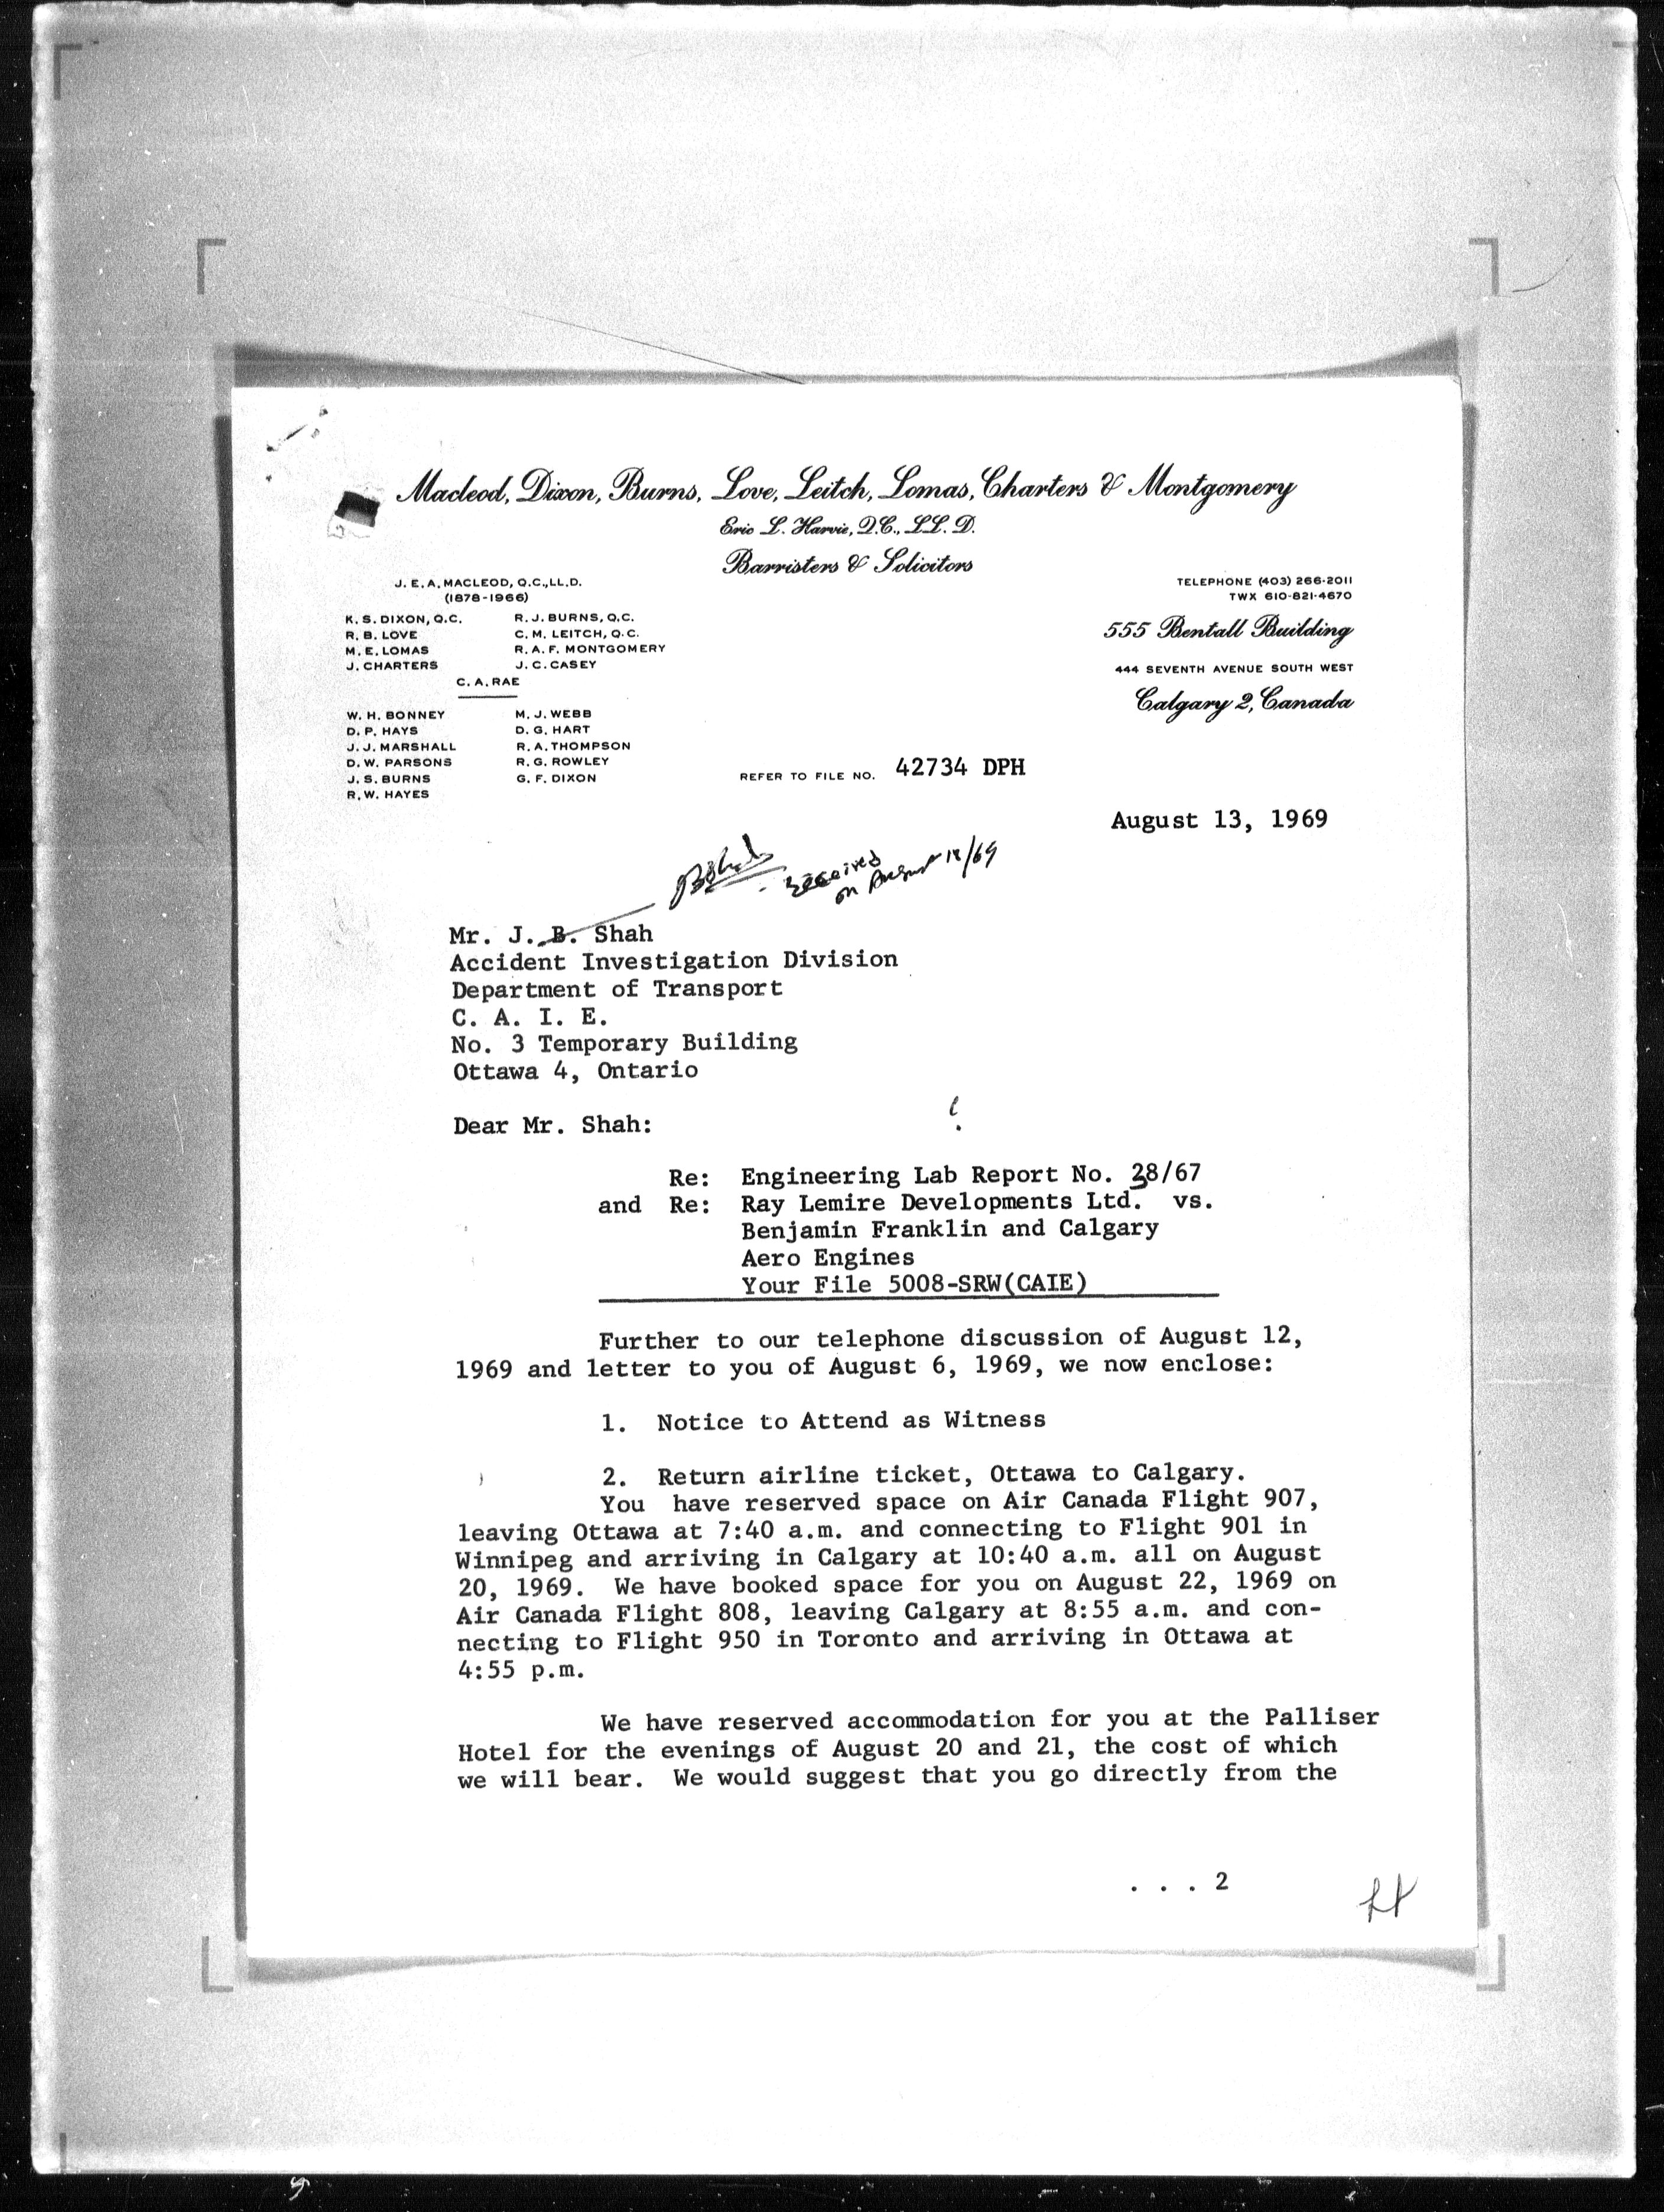 Macleod, Dixon, Burns, Love, Leitch, Lomas, Charters & Montgomery
Eric L. Harvie, Q.C., LL. D.
Barristers & Solicitors
J. E. A. MACLEOD, Q.C., LL.D.
(1878-1966)
K. S. DIXON, Q.C. R. J. BURNS, Q.C.
R. B. LOVE C. M. LEITCH, Q.C.
M. E. LOMAS R. A. F. MONTGOMERY
J. CHARTERS J. C. CASEY
C. A. RAE
W. H. BONNEY M. J. WEBB
D. P. HAYS D. G. HART
J. J. MARSHALL R. A. THOMPSON
D. W. PARSONS R. G. ROWLEY
J. S. BURNS G. F. DIXON
R. W. HAYES
TELEPHONE (403) 266-2011
TWX 610-821-4670
555 Bentall Building
444 SEVENTH AVENUE SOUTH WEST
Calgary 2, Canada
REFER TO FILE NO. 42734 DPH
August 13, 1969
received
on August 18/69
Mr. J. B. Shah
Accident Investigation Division
Department of Transport
C. A. I. E.
No. 3 Temporary Building
Ottawa 4, Ontario
Dear Mr. Shah:
Re: Engineering Lab Report No. 38/67
and Re: Ray Lemire Developments Ltd. vs.
Benjamin Franklin and Calgary
Aero Engines
Your File 5008-SRW(CAIE)
Further to our telephone discussion of August 12,
1969 and letter to you of August 6, 1969, we now enclose:
1. Notice to Attend as Witness
2. Return airline ticket, Ottawa to Calgary.
You have reserved space on Air Canada Flight 907,
leaving Ottawa at 7:40 a.m. and connecting to Flight 901 in
Winnipeg and arriving in Calgary at 10:40 a.m. all on August
20, 1969. We have booked space for you on August 22, 1969 on
Air Canada Flight 808, leaving Calgary at 8:55 a.m. and con-
necting to Flight 950 in Toronto and arriving in Ottawa at
4:55 p.m.
We have reserved accommodation for you at the Palliser
Hotel for the evenings of August 20 and 21, the cost of which
we will bear. We would suggest that you go directly from the
. . . 2